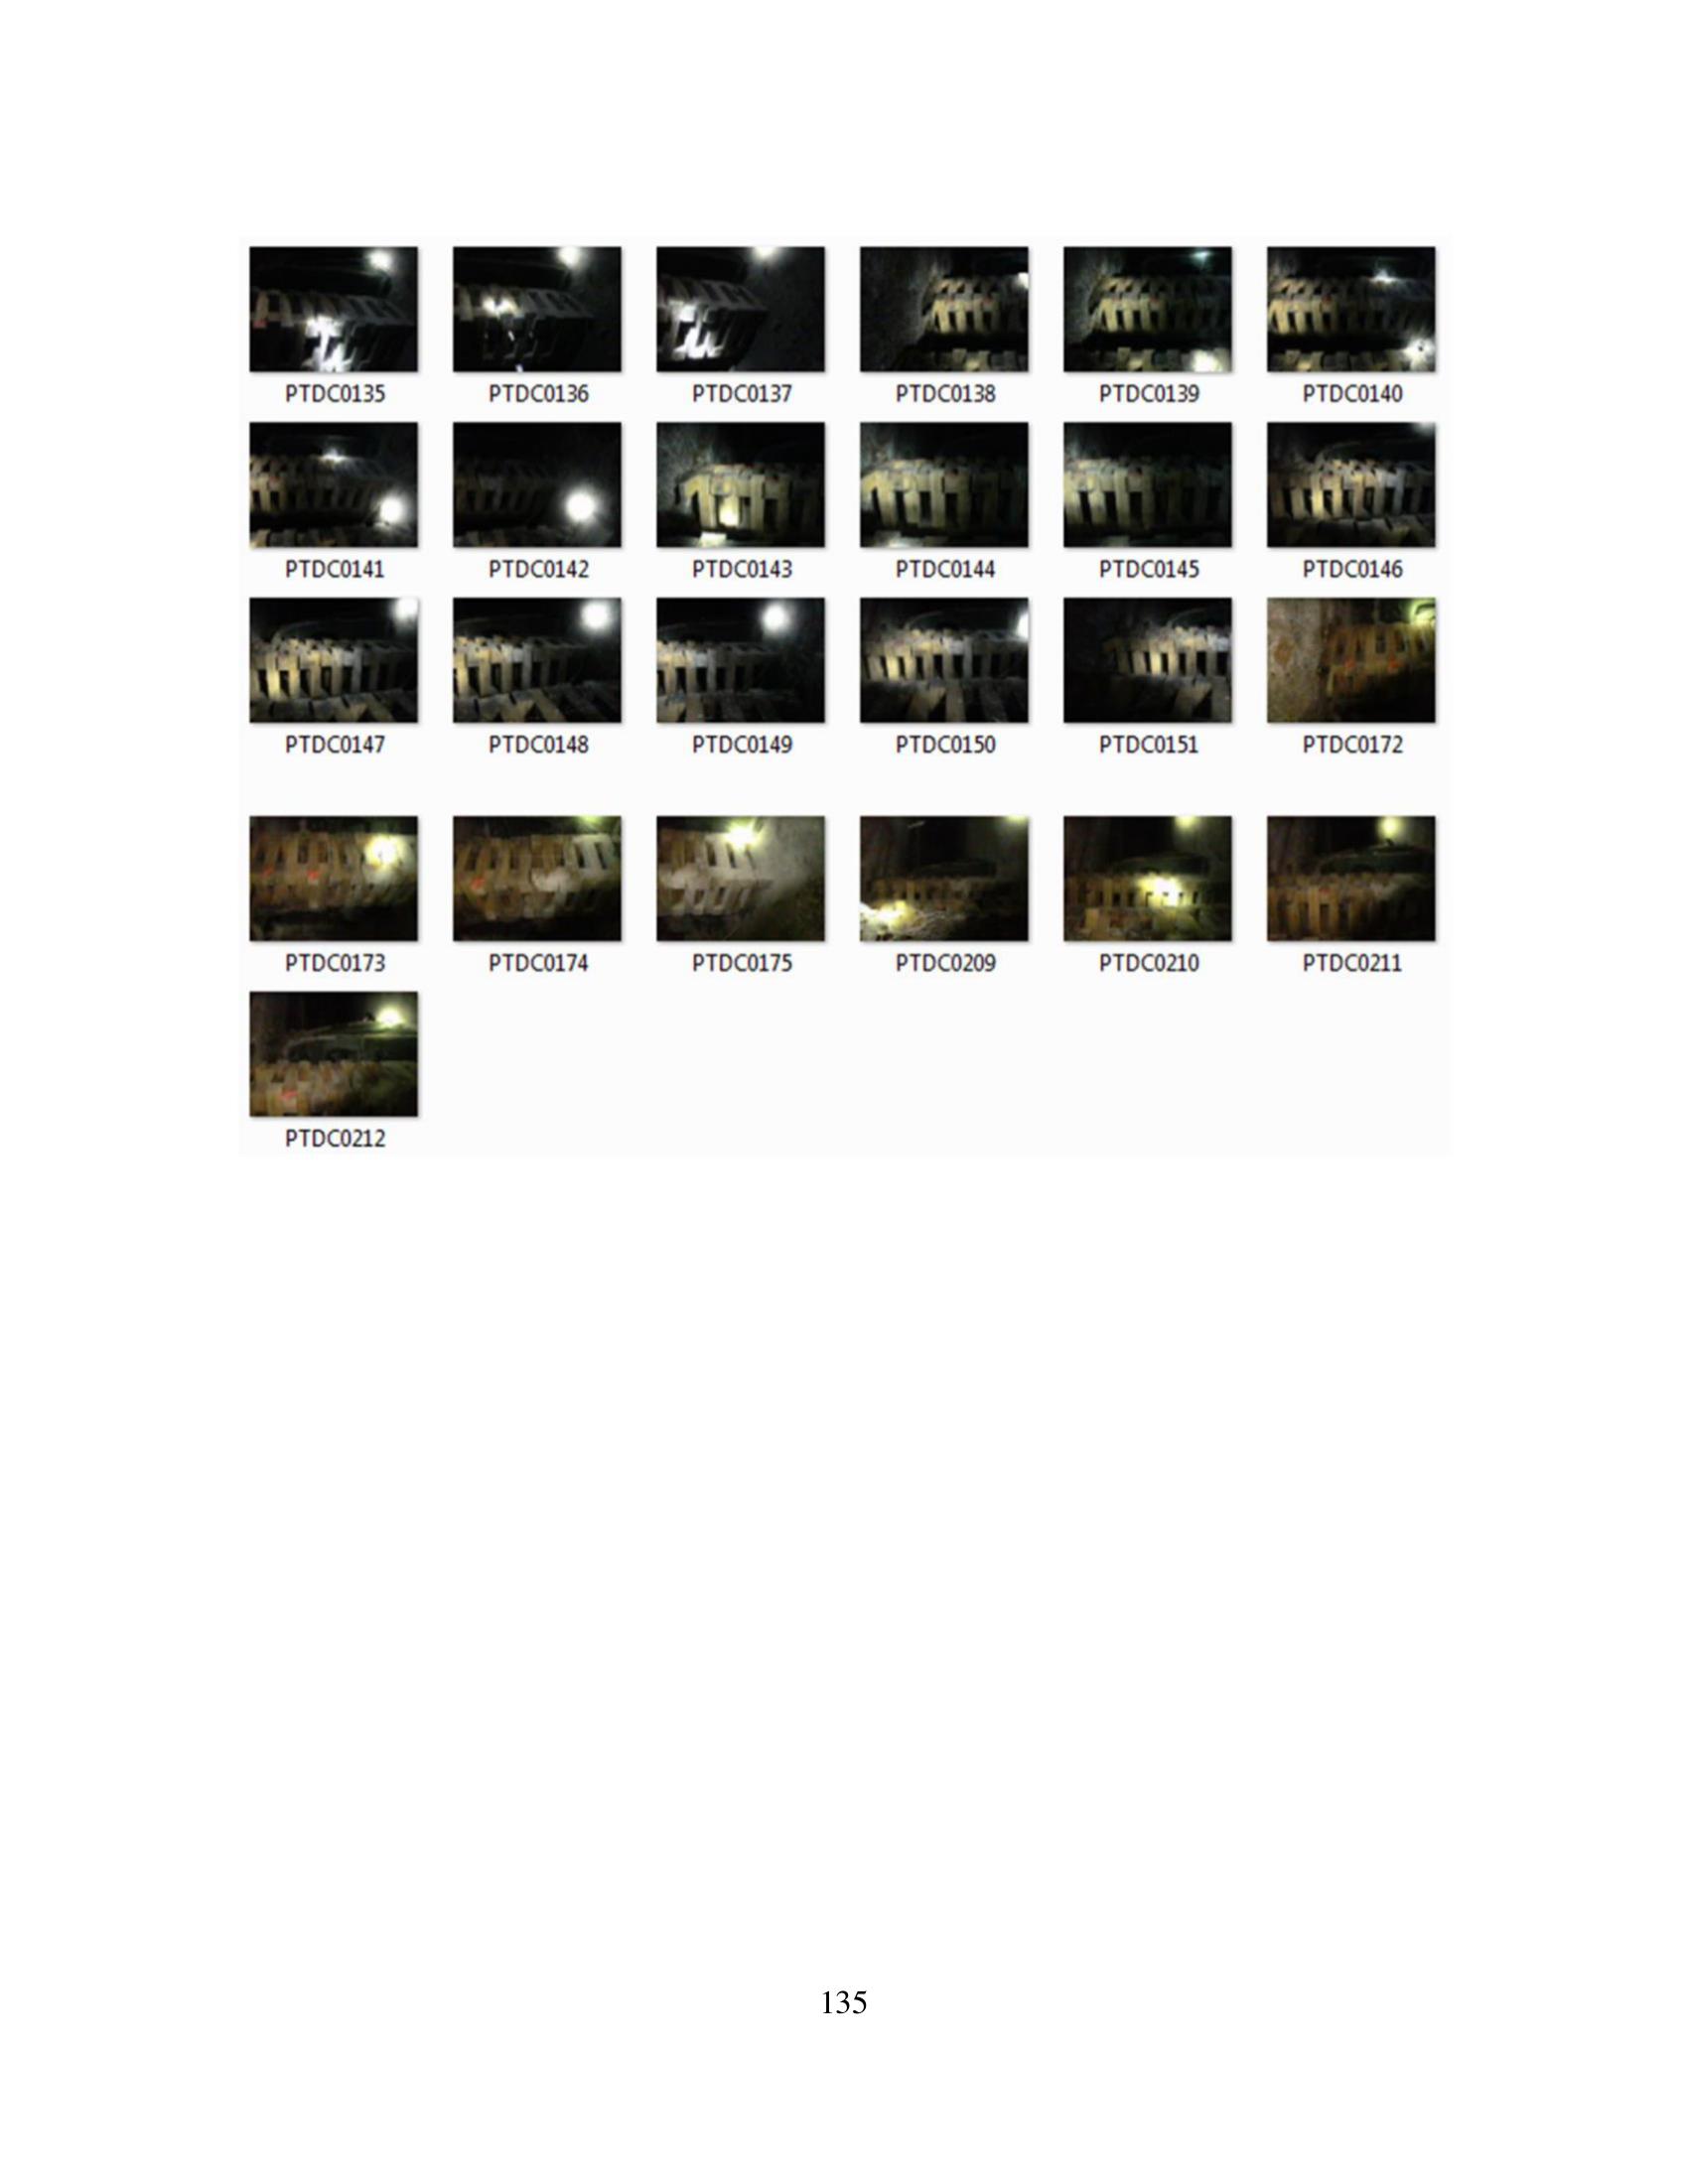 PTDC0135 PTDC0136 PTDC0137 PTDC0138 PTDC0139 PTDC0140
PTDC0141 PTDC0142 PTDC0143 PTDC0144 PTDC0145 PTDC0146
PTDC0147 PTDC0148 PTDC0149 PTDC0150 PTDC0151 PTDC0172
PTDC0173 PTDC0174 PTDC0175 PTDC0209 PTDC0210 PTDC0211
PTDC0212
135